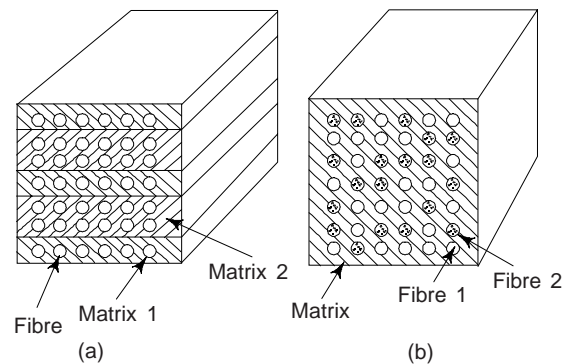 Matrix 2
Fibre
Matrix 1
(a)
Matrix
Fibre 1
Fibre 2
(b)